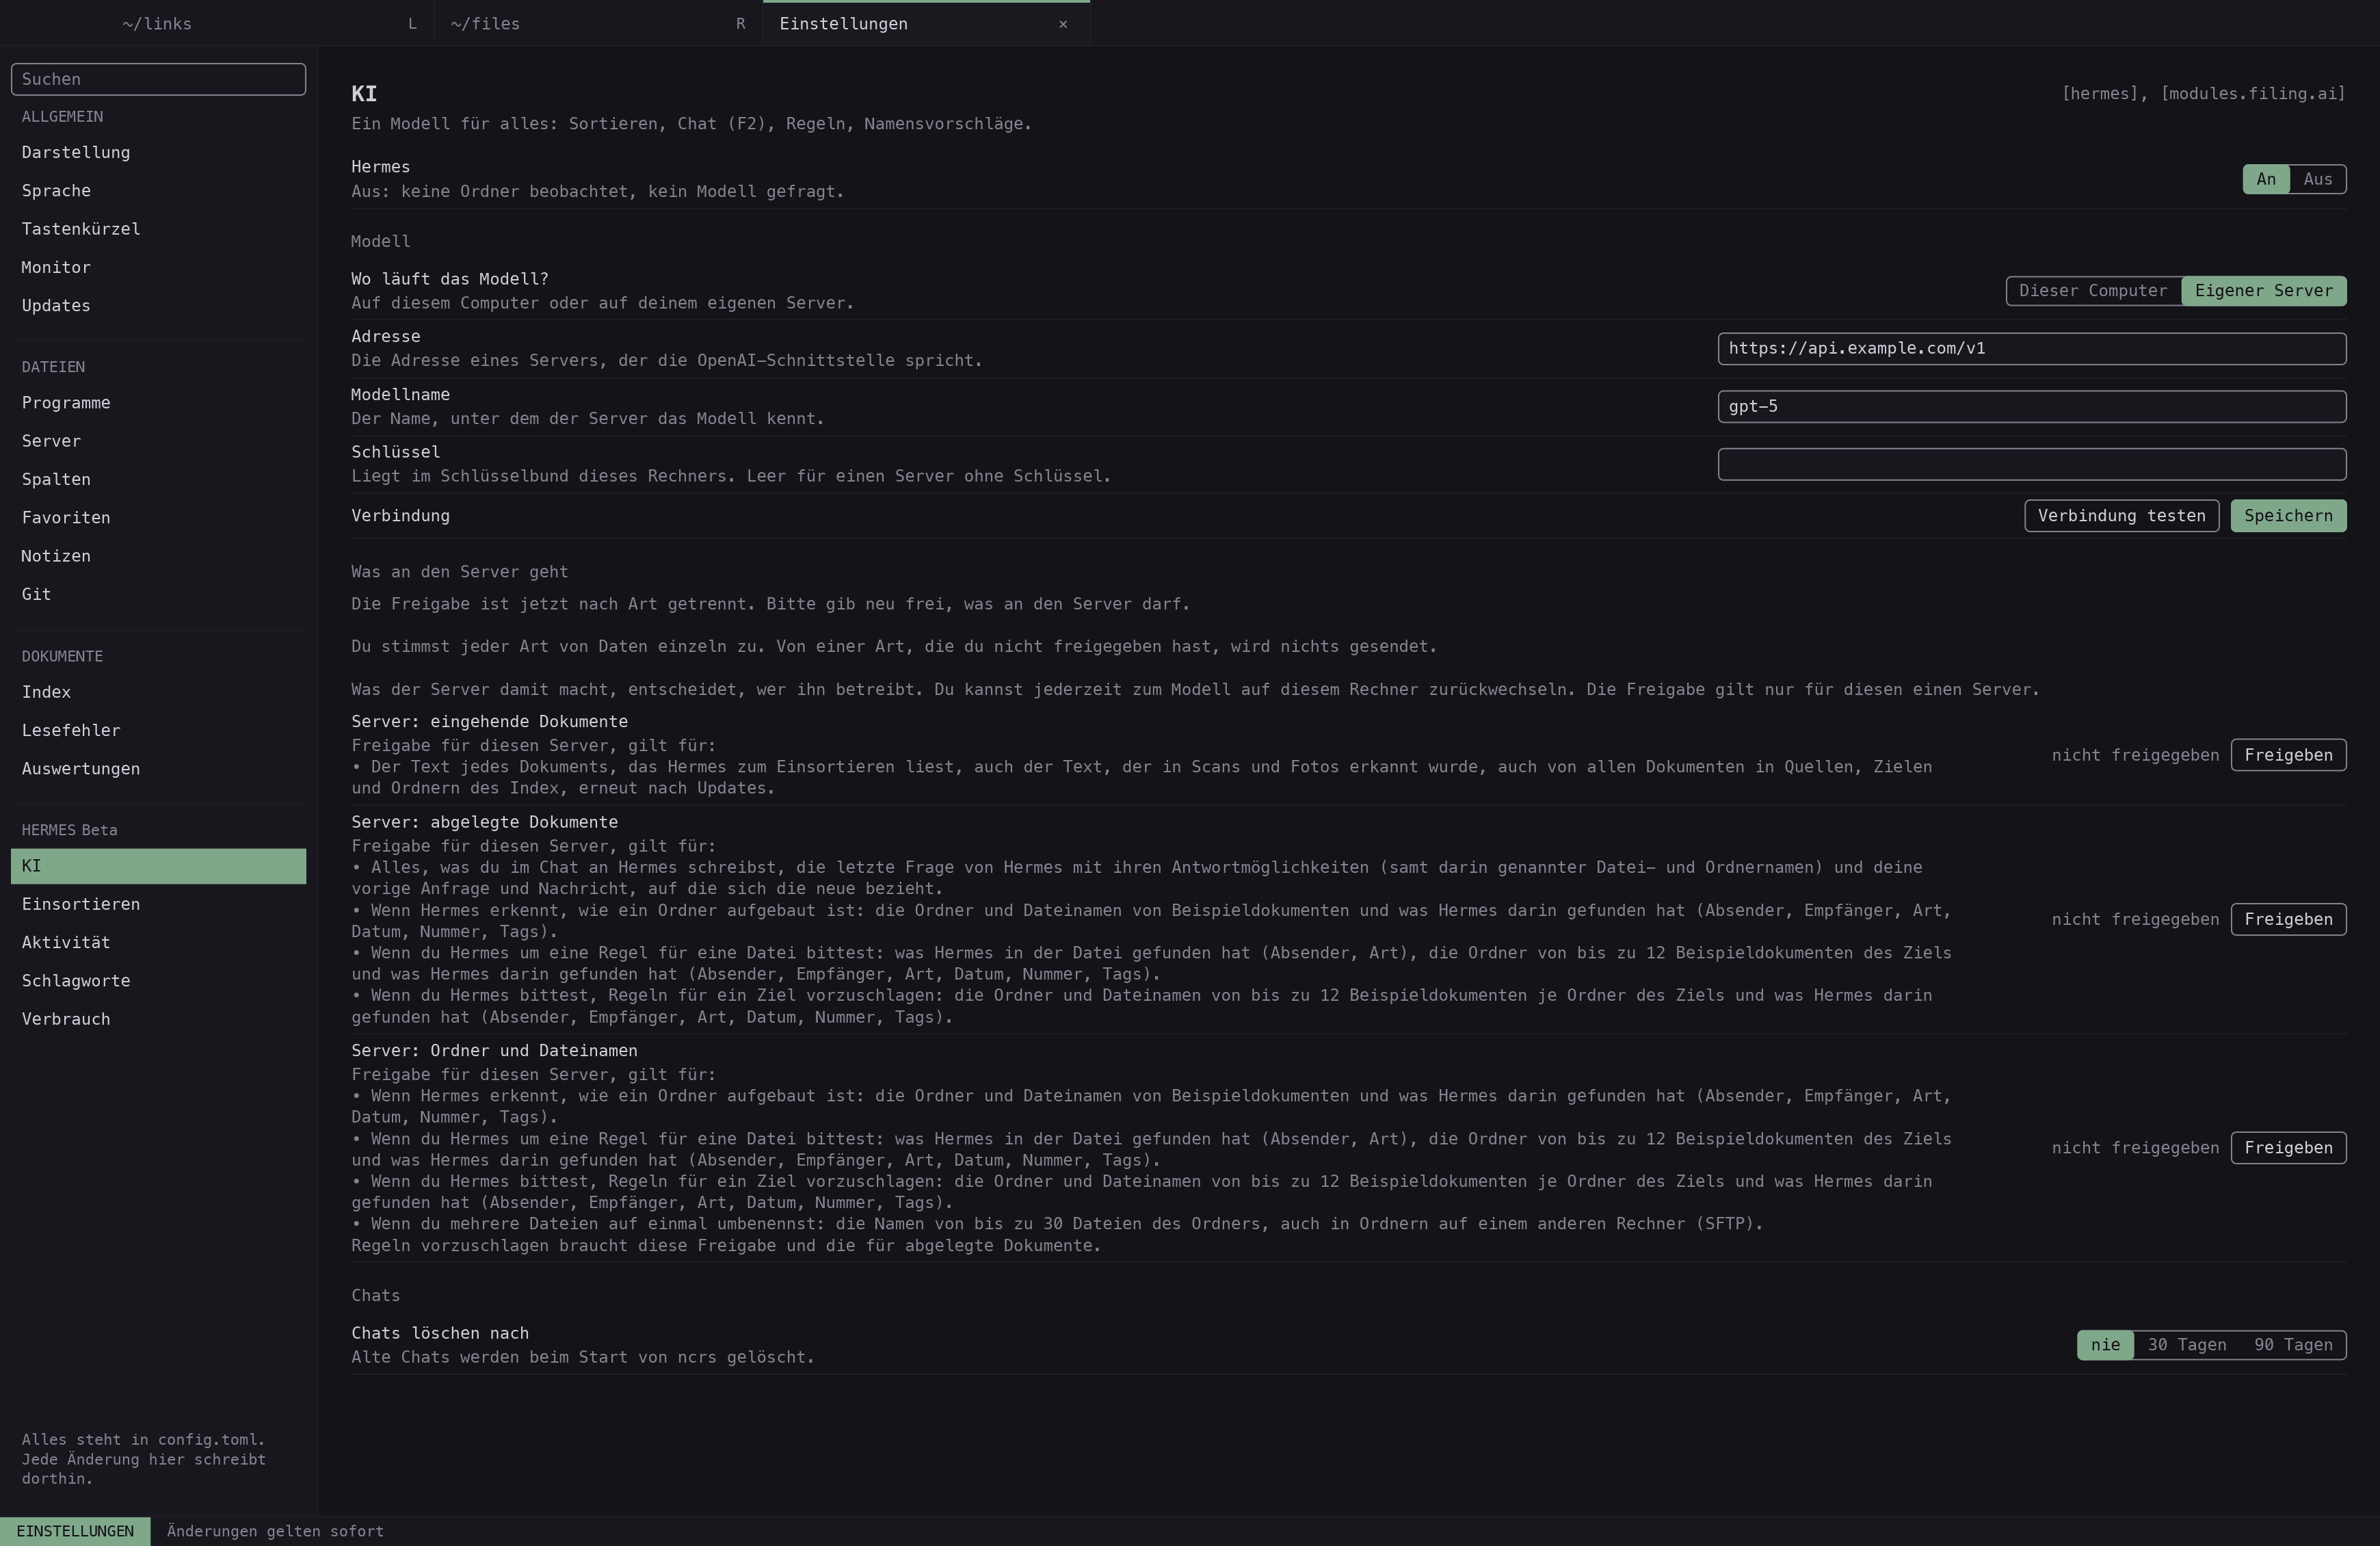 ~/links L ~/files R Einstellungen ×
Suchen
ALLGEMEIN
Darstellung
Sprache
Tastenkürzel
Monitor
Updates
DATEIEN
Programme
Server
Spalten
Favoriten
Notizen
Git
DOKUMENTE
Index
Lesefehler
Auswertungen
HERMES Beta
KI
Einsortieren
Aktivität
Schlagworte
Verbrauch
Alles steht in config.toml.
Jede Änderung hier schreibt
dorthin.
KI [hermes], [modules.filing.ai]
Ein Modell für alles: Sortieren, Chat (F2), Regeln, Namensvorschläge.
Hermes
Aus: keine Ordner beobachtet, kein Modell gefragt.
An Aus
Modell
Wo läuft das Modell?
Auf diesem Computer oder auf deinem eigenen Server.
Dieser Computer Eigener Server
Adresse
Die Adresse eines Servers, der die OpenAI-Schnittstelle spricht.
https://api.example.com/v1
Modellname
Der Name, unter dem der Server das Modell kennt.
gpt-5
Schlüssel
Liegt im Schlüsselbund dieses Rechners. Leer für einen Server ohne Schlüssel.
Verbindung Verbindung testen Speichern
Was an den Server geht
Die Freigabe ist jetzt nach Art getrennt. Bitte gib neu frei, was an den Server darf.
Du stimmst jeder Art von Daten einzeln zu. Von einer Art, die du nicht freigegeben hast, wird nichts gesendet.
Was der Server damit macht, entscheidet, wer ihn betreibt. Du kannst jederzeit zum Modell auf diesem Rechner zurückwechseln. Die Freigabe gilt nur für diesen einen Server.
Server: eingehende Dokumente
Freigabe für diesen Server, gilt für:
• Der Text jedes Dokuments, das Hermes zum Einsortieren liest, auch der Text, der in Scans und Fotos erkannt wurde, auch von allen Dokumenten in Quellen, Zielen
und Ordnern des Index, erneut nach Updates.
nicht freigegeben Freigeben
Server: abgelegte Dokumente
Freigabe für diesen Server, gilt für:
• Alles, was du im Chat an Hermes schreibst, die letzte Frage von Hermes mit ihren Antwortmöglichkeiten (samt darin genannter Datei- und Ordnernamen) und deine
vorige Anfrage und Nachricht, auf die sich die neue bezieht.
• Wenn Hermes erkennt, wie ein Ordner aufgebaut ist: die Ordner und Dateinamen von Beispieldokumenten und was Hermes darin gefunden hat (Absender, Empfänger, Art,
Datum, Nummer, Tags).
• Wenn du Hermes um eine Regel für eine Datei bittest: was Hermes in der Datei gefunden hat (Absender, Art), die Ordner von bis zu 12 Beispieldokumenten des Ziels
und was Hermes darin gefunden hat (Absender, Empfänger, Art, Datum, Nummer, Tags).
• Wenn du Hermes bittest, Regeln für ein Ziel vorzuschlagen: die Ordner und Dateinamen von bis zu 12 Beispieldokumenten je Ordner des Ziels und was Hermes darin
gefunden hat (Absender, Empfänger, Art, Datum, Nummer, Tags).
nicht freigegeben Freigeben
Server: Ordner und Dateinamen
Freigabe für diesen Server, gilt für:
• Wenn Hermes erkennt, wie ein Ordner aufgebaut ist: die Ordner und Dateinamen von Beispieldokumenten und was Hermes darin gefunden hat (Absender, Empfänger, Art,
Datum, Nummer, Tags).
• Wenn du Hermes um eine Regel für eine Datei bittest: was Hermes in der Datei gefunden hat (Absender, Art), die Ordner von bis zu 12 Beispieldokumenten des Ziels
und was Hermes darin gefunden hat (Absender, Empfänger, Art, Datum, Nummer, Tags).
• Wenn du Hermes bittest, Regeln für ein Ziel vorzuschlagen: die Ordner und Dateinamen von bis zu 12 Beispieldokumenten je Ordner des Ziels und was Hermes darin
gefunden hat (Absender, Empfänger, Art, Datum, Nummer, Tags).
• Wenn du mehrere Dateien auf einmal umbenennst: die Namen von bis zu 30 Dateien des Ordners, auch in Ordnern auf einem anderen Rechner (SFTP).
Regeln vorzuschlagen braucht diese Freigabe und die für abgelegte Dokumente.
nicht freigegeben Freigeben
Chats
Chats löschen nach
Alte Chats werden beim Start von ncrs gelöscht.
nie 30 Tagen 90 Tagen
EINSTELLUNGEN Änderungen gelten sofort